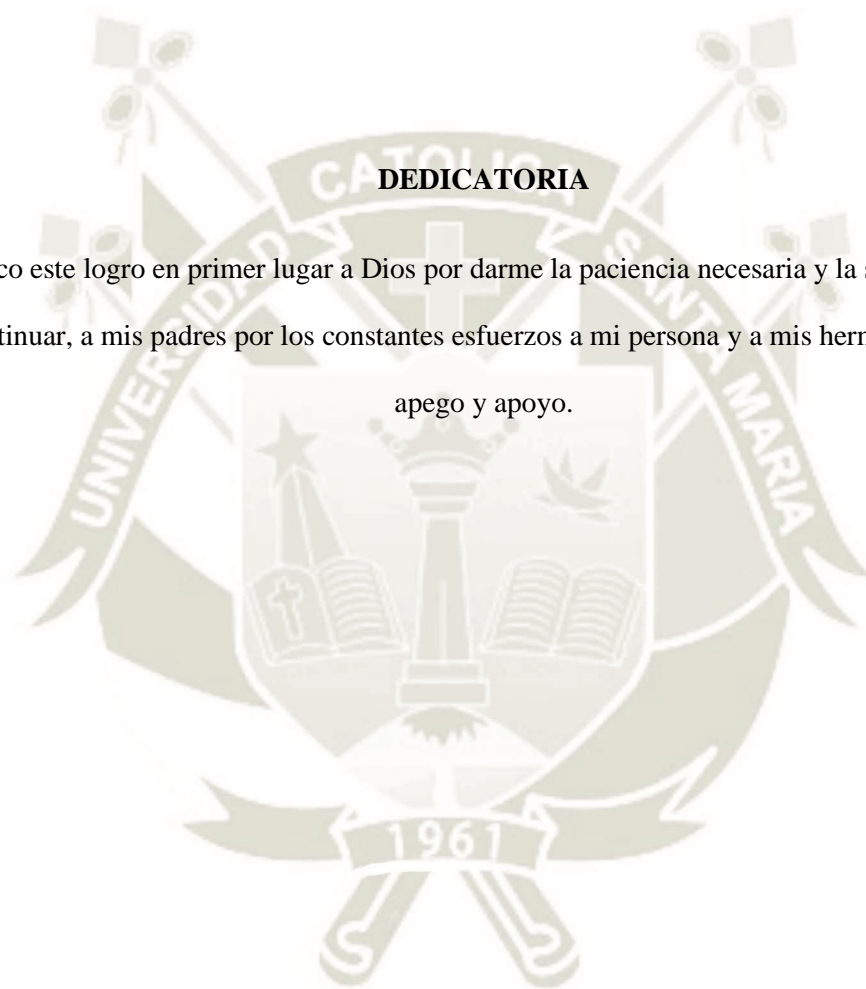 DEDICATORIA
co este logro en primer lugar a Dios por darme la paciencia necesaria y la
tinuar, a mis padres por los constantes esfuerzos a mi persona y a mis
apego y apoyo.
UNIVERSIDAD CATOLICA SANTA MARIA
1961